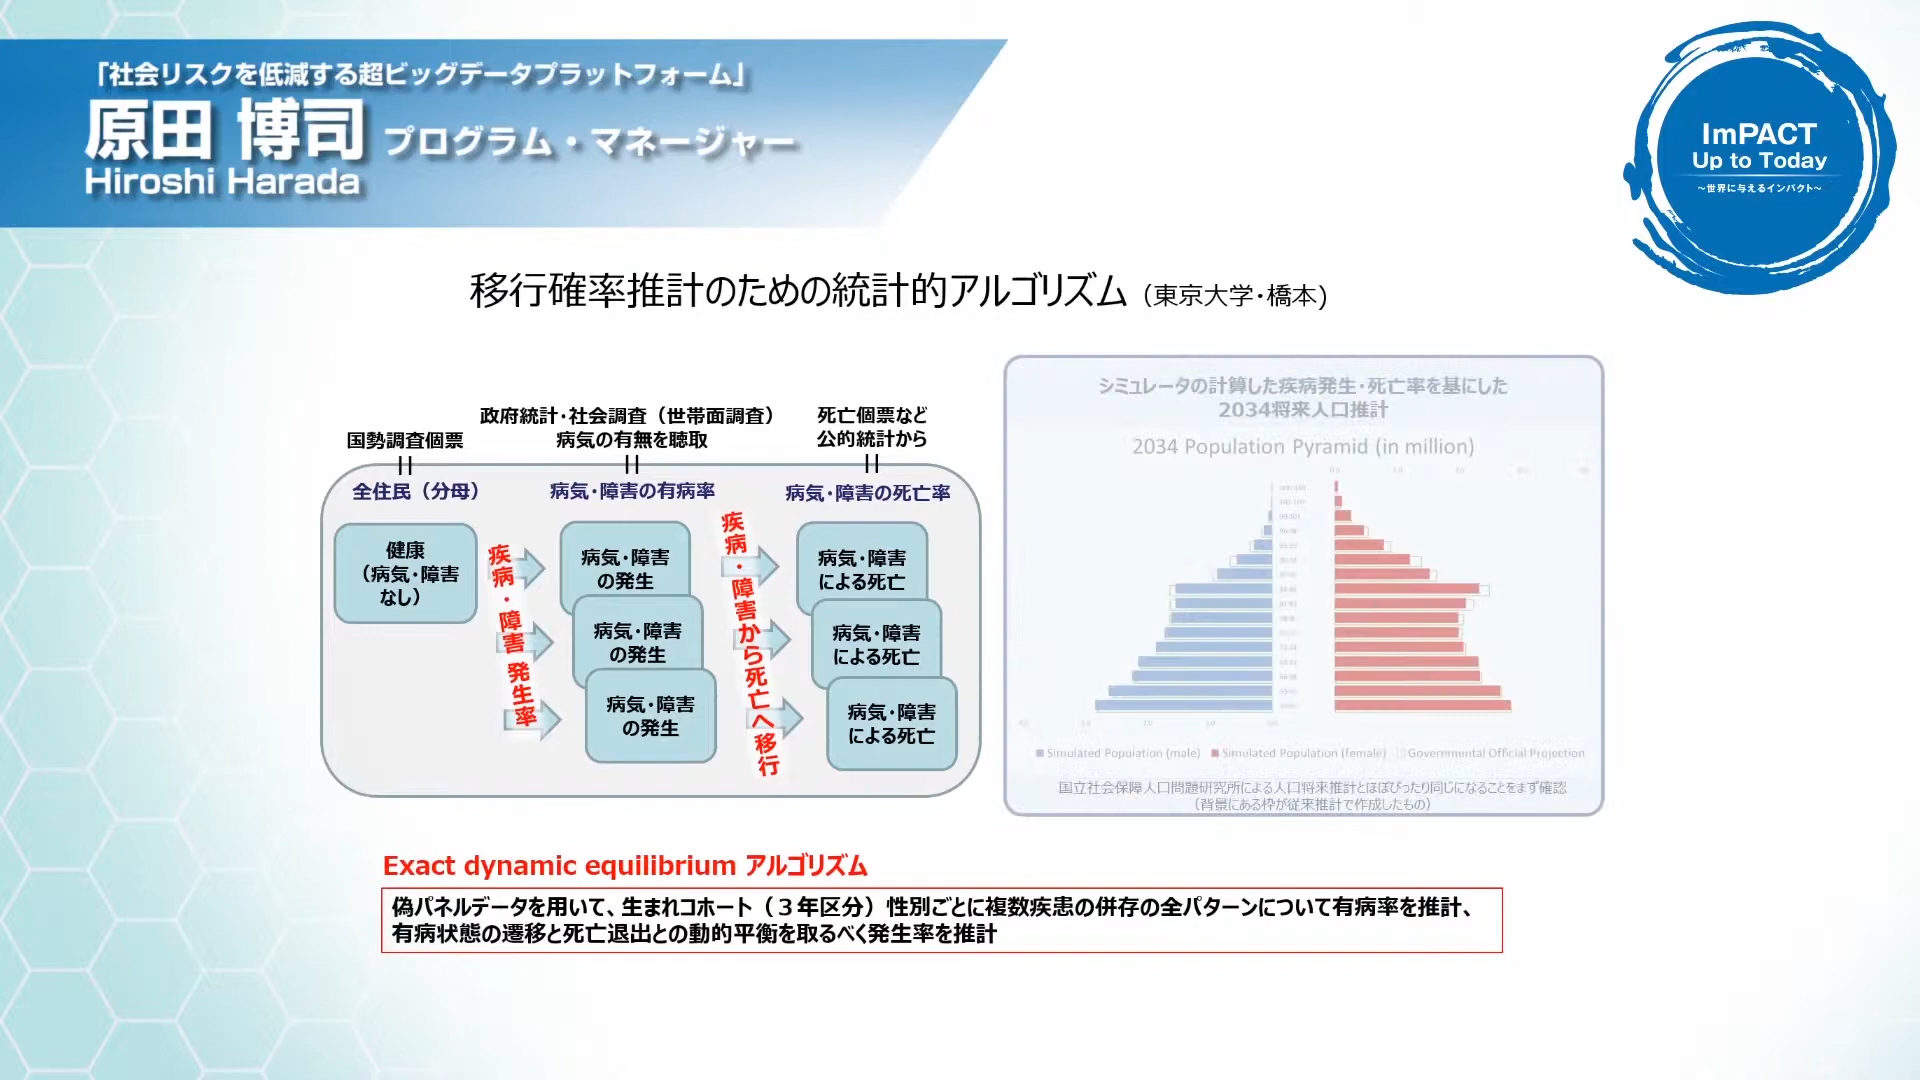 「社会リスクを低減する超ビッグデータプラットフォーム」
原田 博司 プログラム・マネージャー
Hiroshi Harada
ImPACT
Up to Today
～世界に与えるインパクト～
移行確率推計のための統計的アルゴリズム（東京大学・橋本）
国勢調査個票
政府統計・社会調査（世帯面調査）
病気の有無を聴取
死亡個票など
公的統計から
全住民（分母）
病気・障害の有病率
病気・障害の死亡率
健康
（病気・障害
なし）
疾病・障害 発生率
病気・障害
の発生
病気・障害
の発生
病気・障害
の発生
疾病・障害から死亡へ移行
病気・障害
による死亡
病気・障害
による死亡
病気・障害
による死亡
シミュレータの計算した疾病発生・死亡率を基にした
2034将来人口推計
2034 Population Pyramid (in million)
Simulated Population (male) Simulated Population (female) Governmental Official Projection
国立社会保障人口問題研究所による人口将来推計とほぼぴったり同じになることをまず確認
（背景にある枠が従来推計で作成したもの）
Exact dynamic equilibrium アルゴリズム
偽パネルデータを用いて、生まれコホート（３年区分）性別ごとに複数疾患の併存の全パターンについて有病率を推計、
有病状態の遷移と死亡退出との動的平衡を取るべく発生率を推計